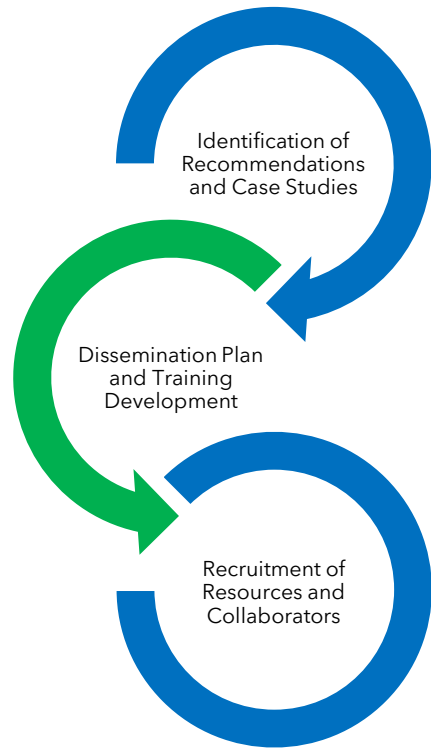 Identification of
Recommendations
and Case Studies
Dissemination Plan
and Training
Development
Recruitment of
Resources and
Collaborators